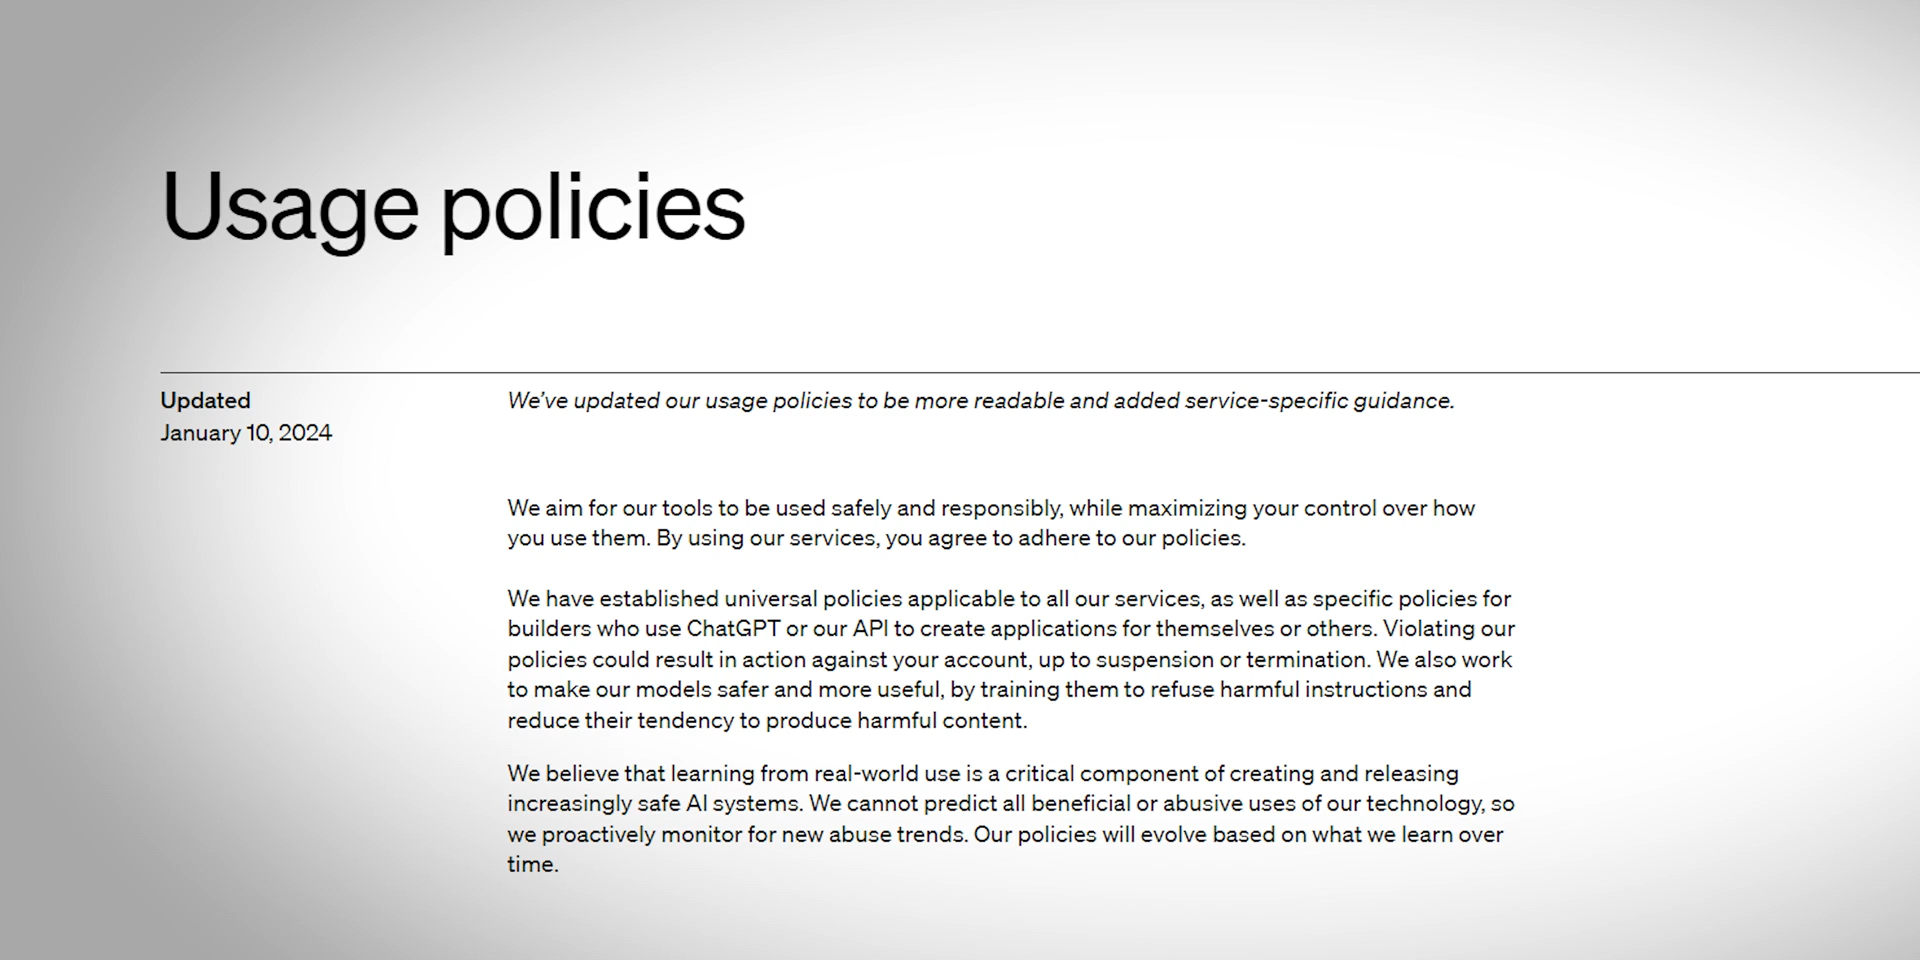 Usage policies
Updated
January 10, 2024
We've updated our usage policies to be more readable and added service-specific guidance.
We aim for our tools to be used safely and responsibly, while maximizing your control over how
you use them. By using our services, you agree to adhere to our policies.
We have established universal policies applicable to all our services, as well as specific policies for
builders who use ChatGPT or our API to create applications for themselves or others. Violating our
policies could result in action against your account, up to suspension or termination. We also work
to make our models safer and more useful, by training them to refuse harmful instructions and
reduce their tendency to produce harmful content.
We believe that learning from real-world use is a critical component of creating and releasing
increasingly safe AI systems. We cannot predict all beneficial or abusive uses of our technology, so
we proactively monitor for new abuse trends. Our policies will evolve based on what we learn over
time.